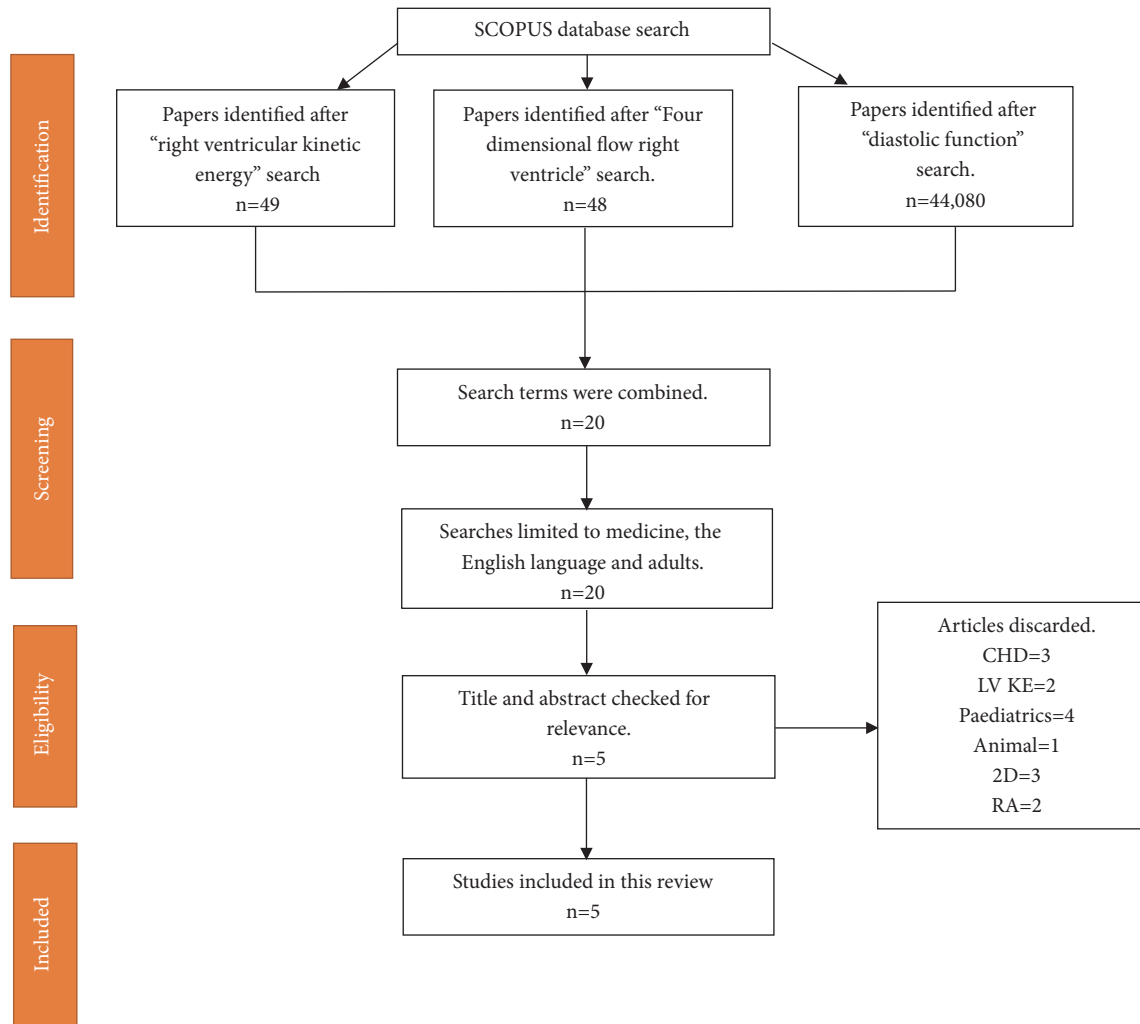 SCOPUS database search
Identification
Papers identified after
“right ventricular kinetic
energy” search
n=49
Papers identified after “Four
dimensional flow right
ventricle” search.
n=48
Papers identified after
“diastolic function”
search.
n=44,080
Screening
Search terms were combined.
n=20
Searches limited to medicine, the
English language and adults.
n=20
Eligibility
Title and abstract checked for
relevance.
n=5
Articles discarded.
CHD=3
LV KE=2
Paediatrics=4
Animal=1
2D=3
RA=2
Included
Studies included in this review
n=5